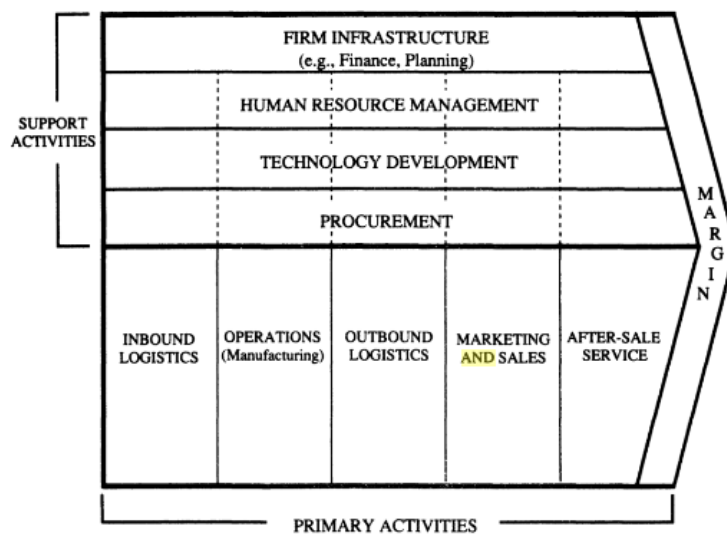 FIRM INFRASTRUCTURE
(e.g., Finance, Planning)
HUMAN RESOURCE MANAGEMENT
SUPPORT
ACTIVITIES
TECHNOLOGY DEVELOPMENT
PROCUREMENT
MARGIN
INBOUND
LOGISTICS
OPERATIONS
(Manufacturing)
OUTBOUND
LOGISTICS
MARKETING
AND SALES
AFTER-SALE
SERVICE
PRIMARY ACTIVITIES